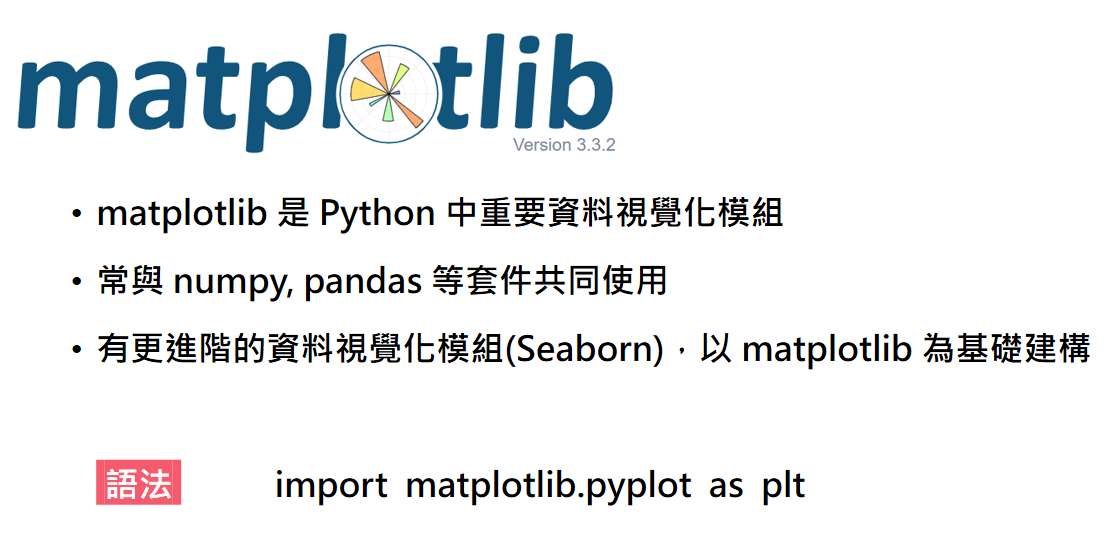 matplotlib
Version 3.3.2
• matplotlib 是 Python 中重要資料視覺化模組
• 常與 numpy, pandas 等套件共同使用
• 有更進階的資料視覺化模組(Seaborn)，以 matplotlib 為基礎建構
語法 import matplotlib.pyplot as plt